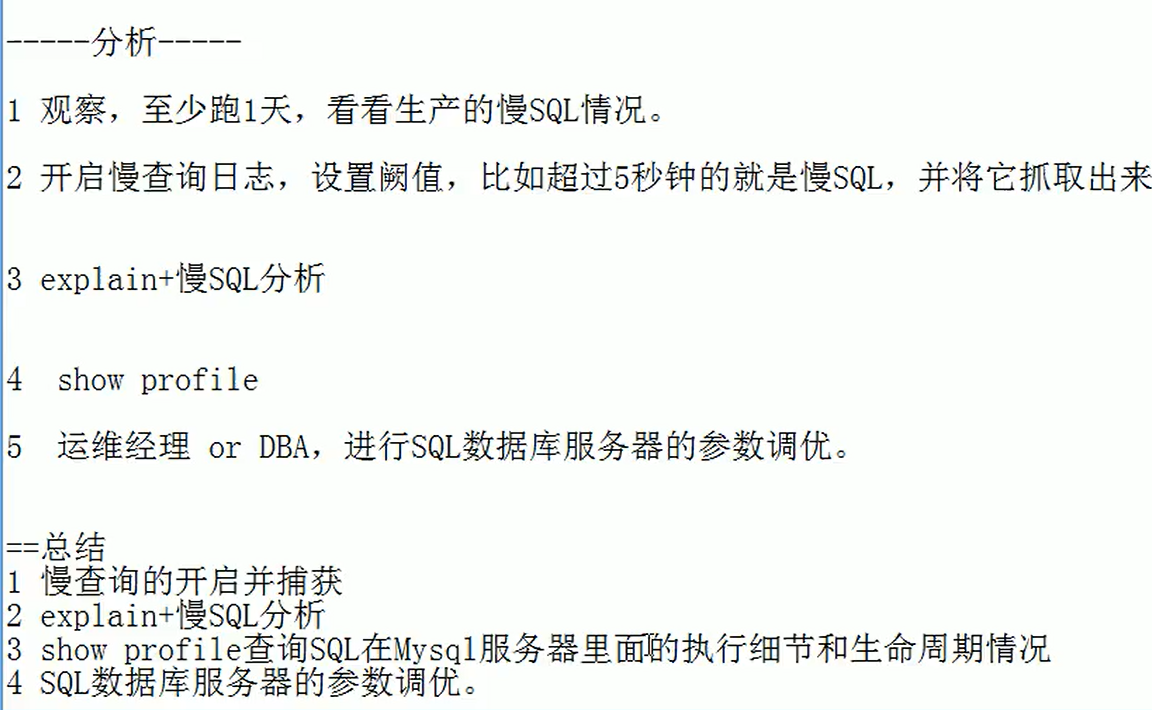 -----分析-----
1 观察，至少跑1天，看看生产的慢SQL情况。
2 开启慢查询日志，设置阙值，比如超过5秒钟的就是慢SQL，并将它抓取出来
3 explain+慢SQL分析
4  show profile
5  运维经理 or DBA，进行SQL数据库服务器的参数调优。
==总结
1 慢查询的开启并捕获
2 explain+慢SQL分析
3 show profile查询SQL在Mysql服务器里面的执行细节和生命周期情况
4 SQL数据库服务器的参数调优。